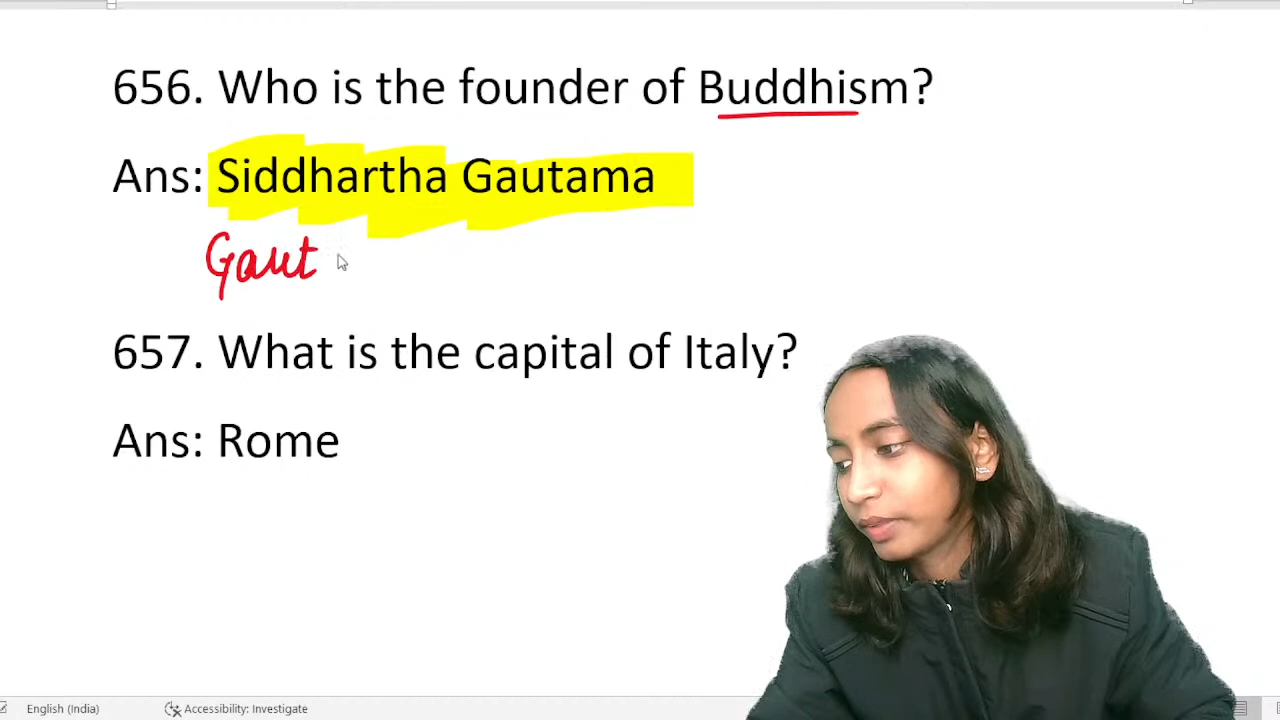 656. Who is the founder of Buddhism?
Ans: Siddhartha Gautama
Gaut
657. What is the capital of Italy?
Ans: Rome
English (India) Accessibility: Investigate